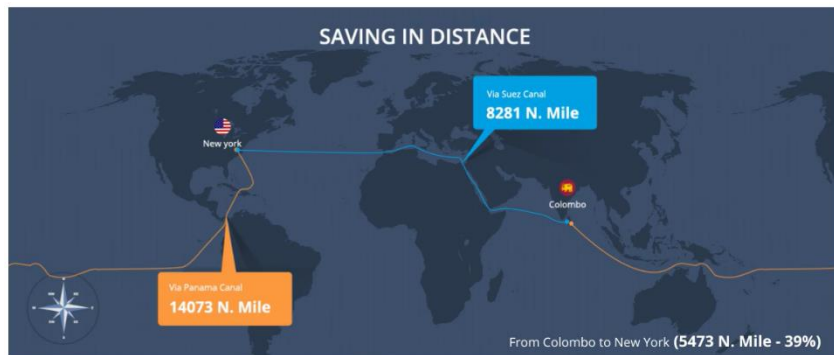 SAVING IN DISTANCE
Via Suez Canal
8281 N. Mile
New york
Colombo
Via Panama Canal
14073 N. Mile
From Colombo to New York (5473 N. Mile - 39%)